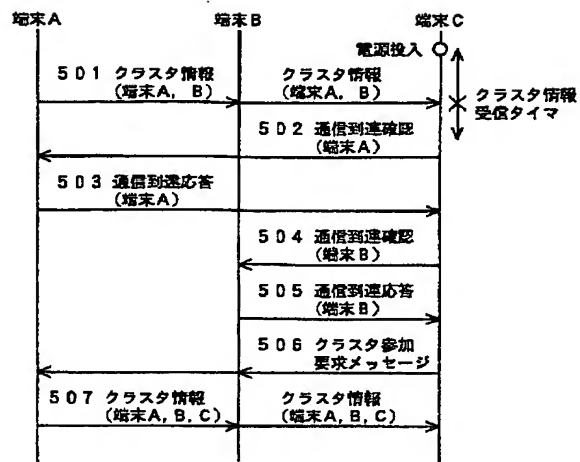 端末A
端末B
端末C
電源投入
501 クラスタ情報
(端末A, B)
クラスタ情報
(端末A, B)
クラスタ情報
受信タイマ
502 通信到達確認
(端末A)
503 通信到達応答
(端末A)
504 通信到達確認
(端末B)
505 通信到達応答
(端末B)
506 クラスタ参加
要求メッセージ
507 クラスタ情報
(端末A, B, C)
クラスタ情報
(端末A, B, C)